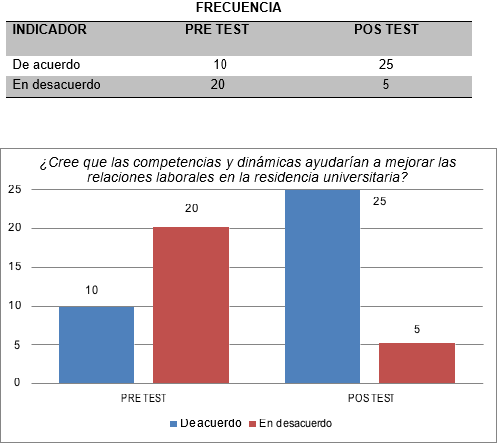 FRECUENCIA
INDICADOR PRE TEST POS TEST
De acuerdo 10 25
En desacuerdo 20 5
¿Cree que las competencias y dinámicas ayudarían a mejorar las
relaciones laborales en la residencia universitaria?
25
25
20
20
15
10
10
5
5
0
PRE TEST POS TEST
De acuerdo En desacuerdo